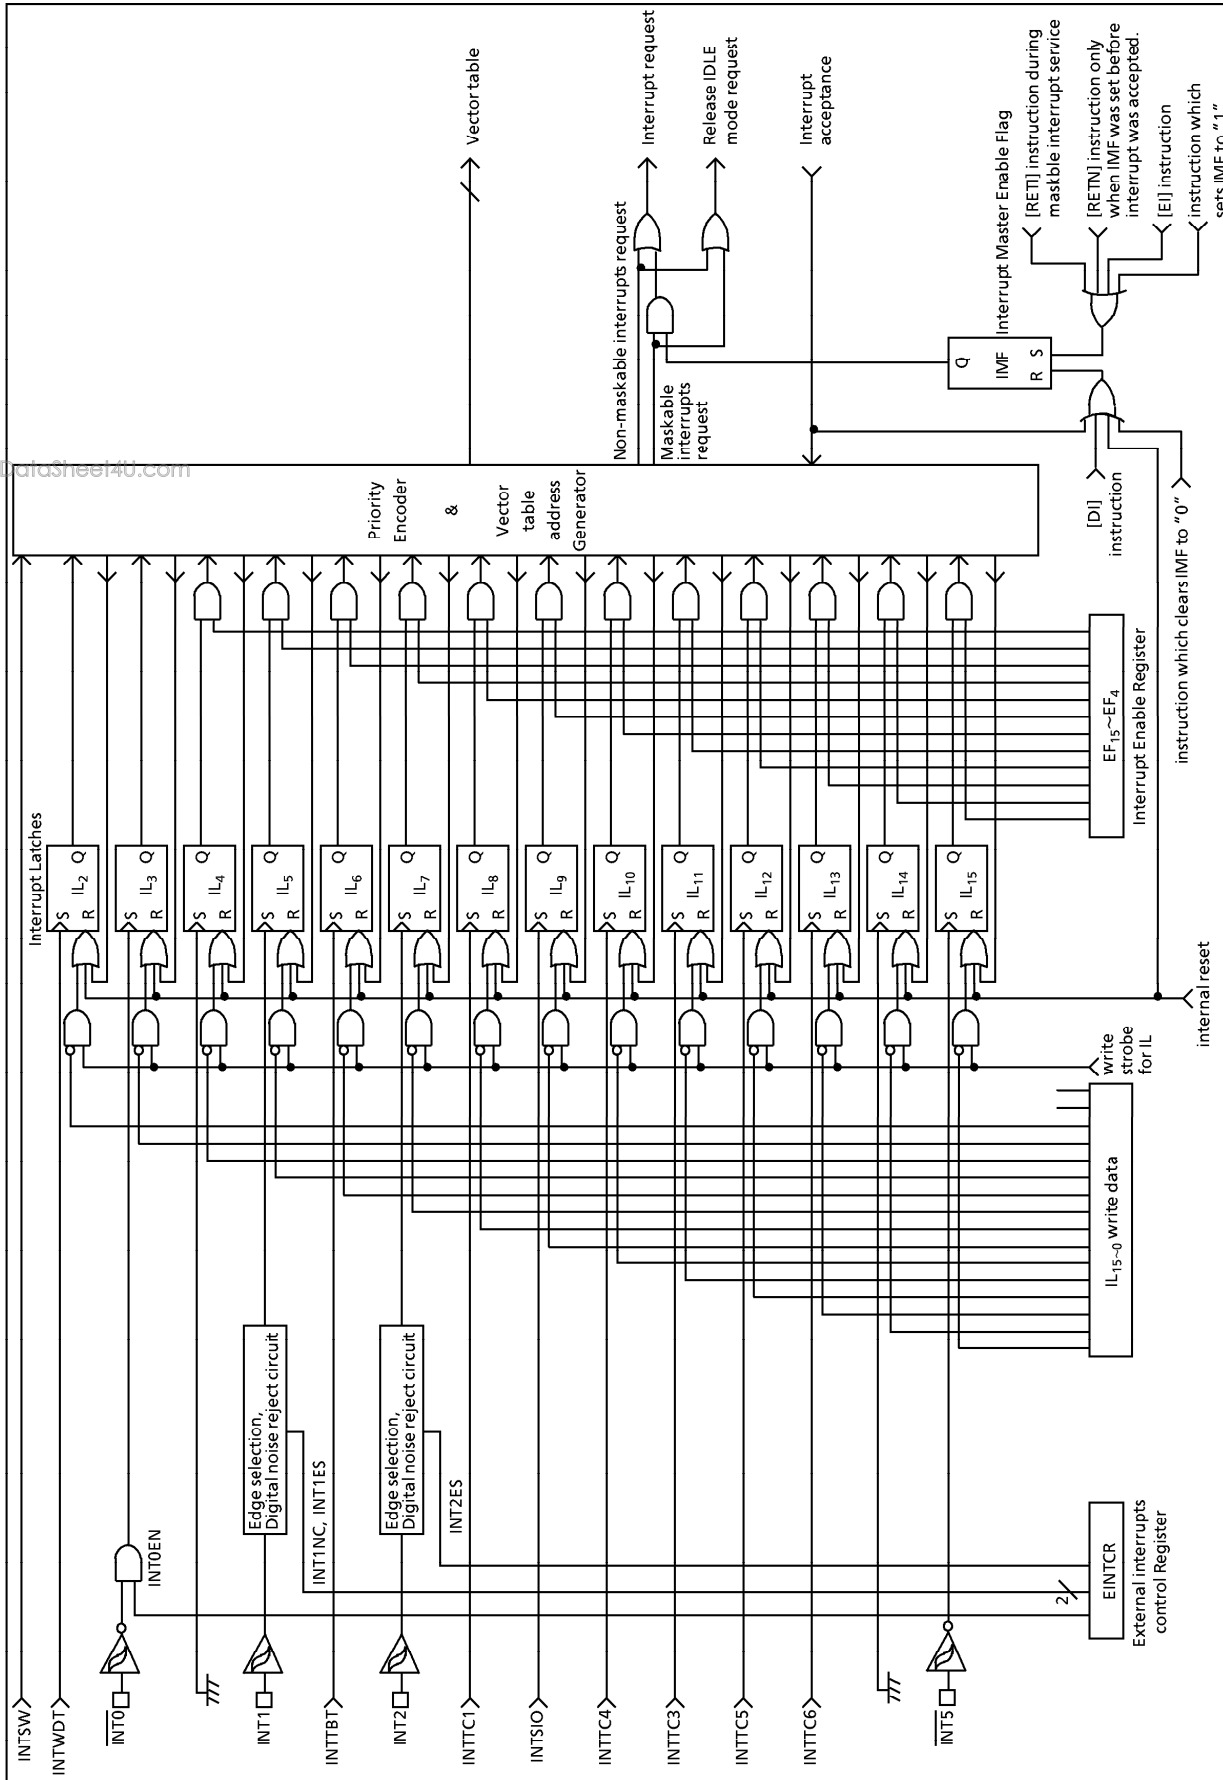 INTSW
INTWDT
INT0
INT1
INTTBT
INT2
INTTC1
INTSIO
INTTC4
INTTC3
INTTC5
INTTC6
INT5
INT0EN
Edge selection,
Digital noise reject circuit
INT1NC, INT1ES
Edge selection,
Digital noise reject circuit
INT2ES
2
EINTCR
External interrupts
control Register
IL15~0 write data
write
strobe
for IL
internal reset
Interrupt Latches
S
R
Q
IL2
S
R
Q
IL3
S
R
Q
IL4
S
R
Q
IL5
S
R
Q
IL6
S
R
Q
IL7
S
R
Q
IL8
S
R
Q
IL9
S
R
Q
IL10
S
R
Q
IL11
S
R
Q
IL12
S
R
Q
IL13
S
R
Q
IL14
S
R
Q
IL15
EF15~EF4
Interrupt Enable Register
instruction which clears IMF to "0"
[DI]
instruction
DataSheet4U.com
Priority
Encoder
&
Vector
table
address
Generator
Non-maskable interrupts request
Maskable
interrupts
request
Q
IMF
R S
Interrupt Master Enable Flag
Vector table
Interrupt request
Release IDLE
mode request
Interrupt
acceptance
[RETI] instruction during
maskble interrupt service
[RETN] instruction only
when IMF was set before
interrupt was accepted.
[EI] instruction
instruction which
sets IMF to "1"